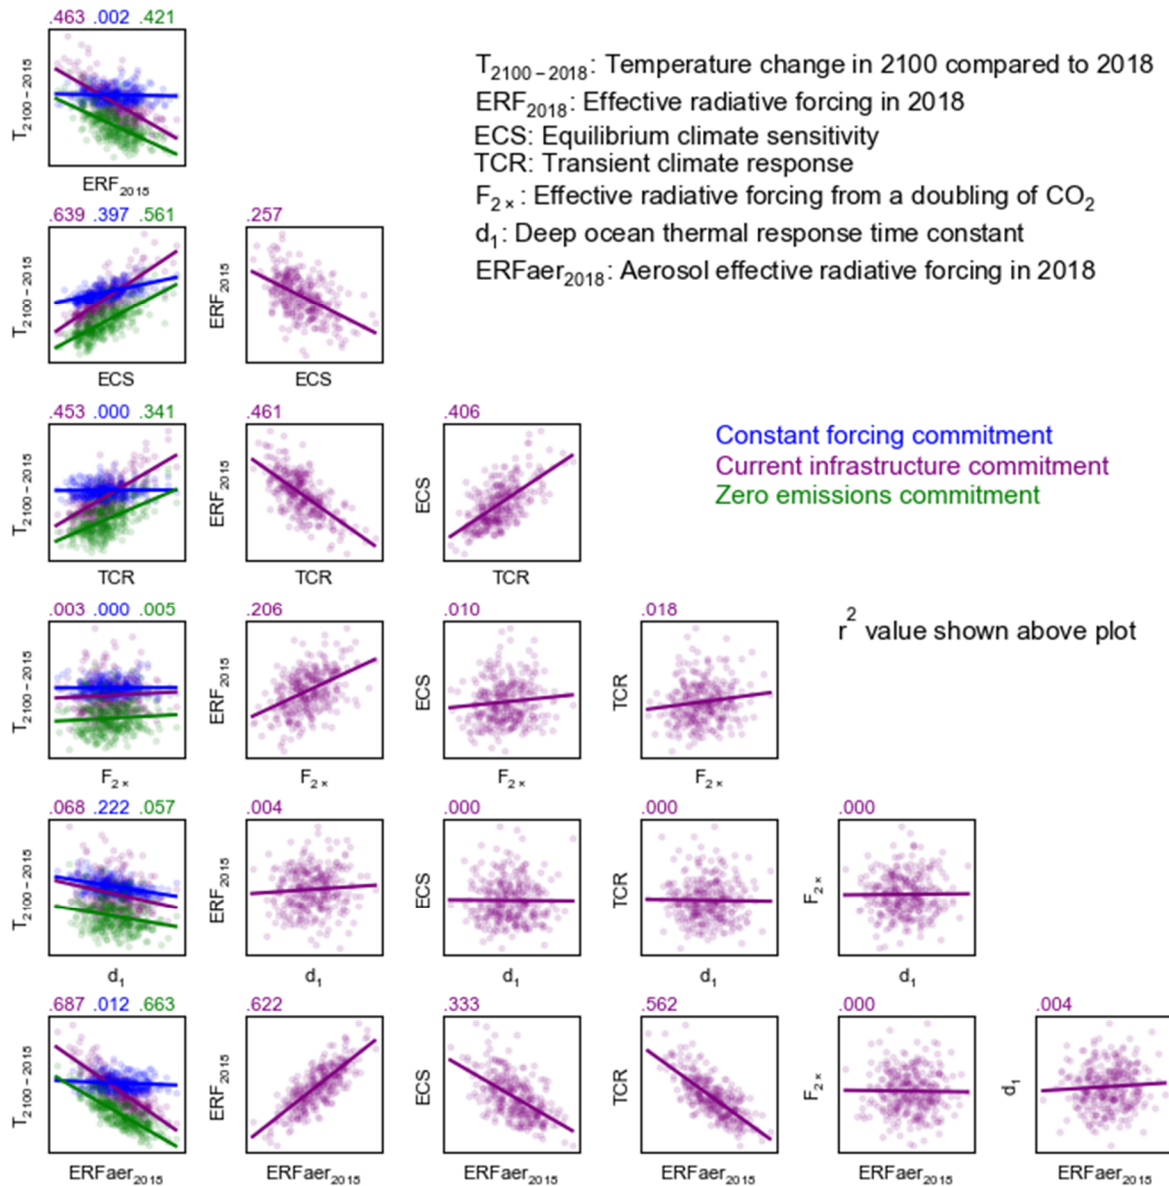 .463 .002 .421
T2100−2015
ERF2015
T2100−2018: Temperature change in 2100 compared to 2018
ERF2018: Effective radiative forcing in 2018
ECS: Equilibrium climate sensitivity
TCR: Transient climate response
F2×: Effective radiative forcing from a doubling of CO2
d1: Deep ocean thermal response time constant
ERFaer2018: Aerosol effective radiative forcing in 2018
.639 .397 .561
T2100−2015
ECS
.257
ERF2015
ECS
Constant forcing commitment
Current infrastructure commitment
Zero emissions commitment
.453 .000 .341
T2100−2015
TCR
.461
ERF2015
TCR
.406
ECS
TCR
r2 value shown above plot
.003 .000 .005
T2100−2015
F2×
.206
ERF2015
F2×
.010
ECS
F2×
.018
TCR
F2×
.068 .222 .057
T2100−2015
d1
.004
ERF2015
d1
.000
ECS
d1
.000
TCR
d1
.000
F2×
d1
.687 .012 .663
T2100−2015
ERFaer2015
.622
ERF2015
ERFaer2015
.333
ECS
ERFaer2015
.562
TCR
ERFaer2015
.000
F2×
ERFaer2015
.004
d1
ERFaer2015